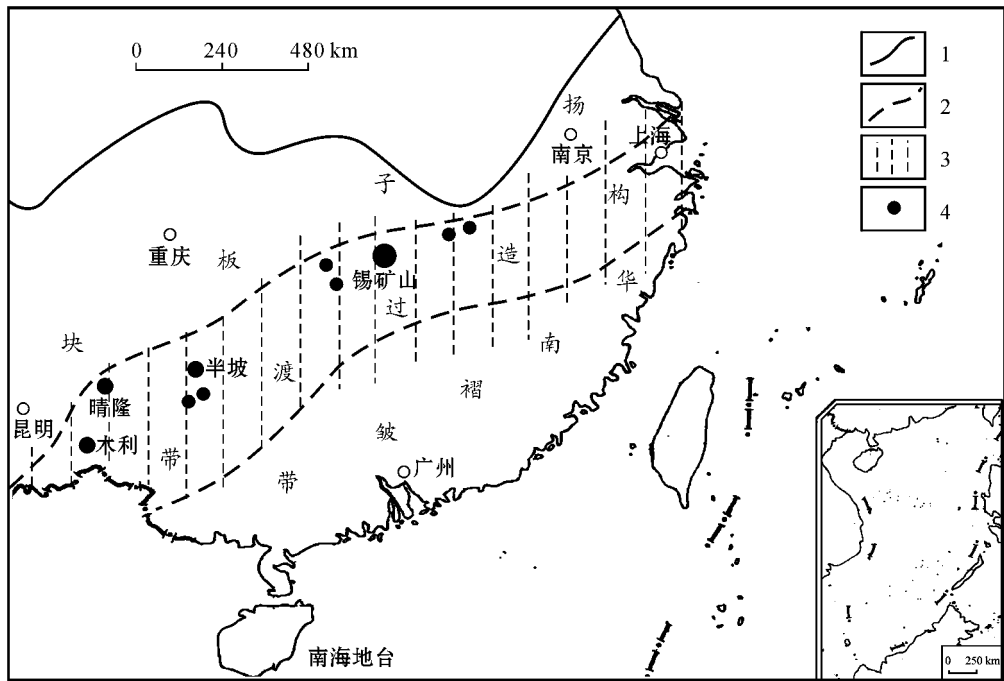 0 240 480 km
1
2
3
4
扬
子
板
块
构
造
过
渡
带
华
南
褶
皱
带
南京
上海
重庆
锡矿山
半坡
晴隆
昆明
木利
广州
南海地台
0 250 km